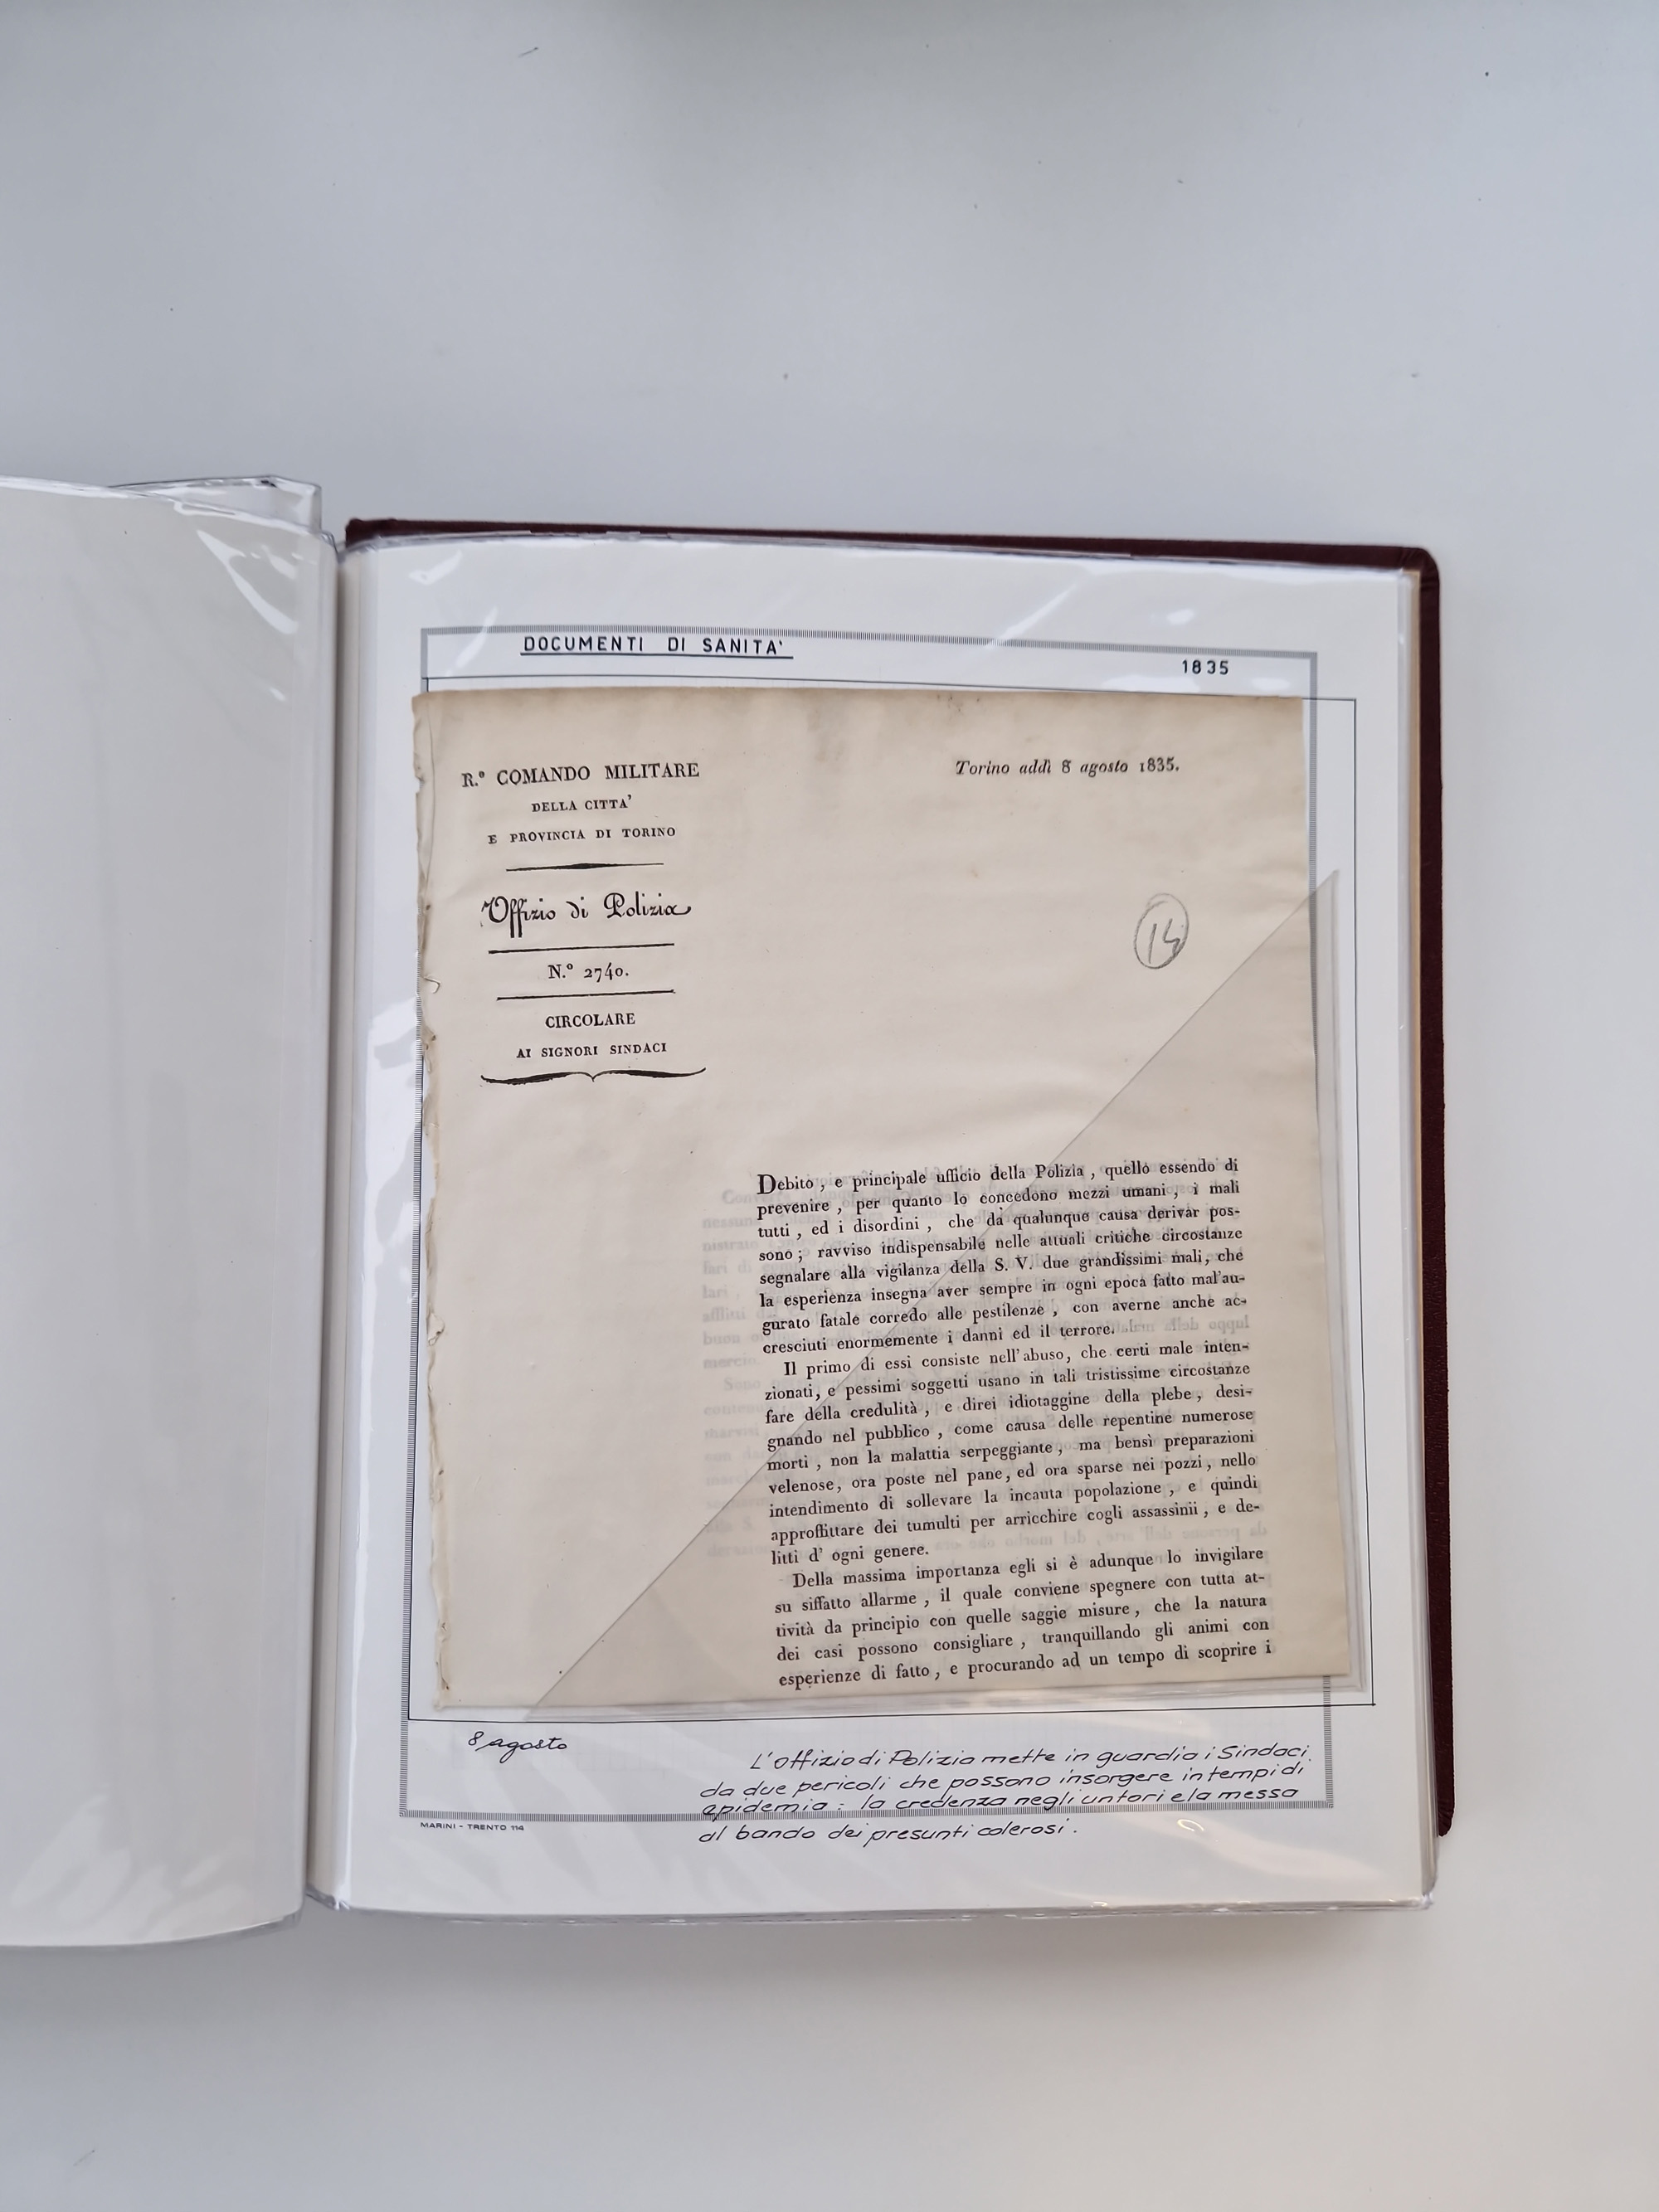 DOCUMENTI DI SANITA'
1835
R.º COMANDO MILITARE
DELLA CITTA'
E PROVINCIA DI TORINO
Offizio di Polizia
N.º 2740.
CIRCOLARE
AI SIGNORI SINDACI
Torino addì 8 agosto 1835.
Debito, e principale ufficio della Polizia, quello essendo di
prevenire, per quanto lo concedono mezzi umani, i mali
tutti, ed i disordini, che da qualunque causa derivar pos-
sono; ravviso indispensabile nelle attuali critiche circostanze
segnalare alla vigilanza della S. V. due grandissimi mali, che
la esperienza insegna aver sempre in ogni epoca fatto mal'au-
gurato fatale corredo alle pestilenze, con averne anche ac-
cresciuti enormemente i danni ed il terrore.
Il primo di essi consiste nell'abuso, che certi male inten-
zionati, e pessimi soggetti usano in tali tristissime circostanze
fare della credulità, e direi idiotaggine della plebe, desi-
gnando nel pubblico, come causa delle repentine numerose
morti, non la malattia serpeggiante, ma bensì preparazioni
velenose, ora poste nel pane, ed ora sparse nei pozzi, nello
intendimento di sollevare la incauta popolazione, e quindi
approffittare dei tumulti per arricchire cogli assassinii, e de-
litti d' ogni genere.
Della massima importanza egli si è adunque lo invigilare
su siffatto allarme, il quale conviene spegnere con tutta at-
tività da principio con quelle saggie misure, che la natura
dei casi possono consigliare, tranquillando gli animi con
esperienze di fatto, e procurando ad un tempo di scoprire i
8 agosto
L'Offizio di Polizia mette in guardia i Sindaci
da due pericoli che possono insorgere in tempi di
epidemia: la credenza negli untori e la messa
al bando dei presunti colerosi.
MARINI - TRENTO 114